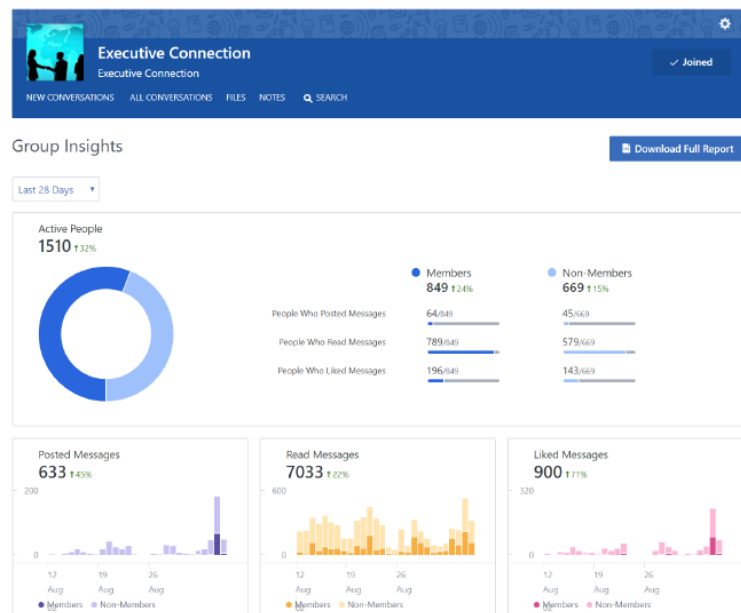 Executive Connection
Executive Connection
✓ Joined
NEW CONVERSATIONS ALL CONVERSATIONS FILES NOTES SEARCH
Group Insights
Download Full Report
Last 28 Days
Active People
1510 ↑32%
Members Non-Members
849 ↑24% 669 ↑15%
People Who Posted Messages 64/849 45/669
People Who Read Messages 789/849 579/669
People Who Liked Messages 196/849 143/669
Posted Messages Read Messages Liked Messages
633 ↑45% 7033 ↑22% 900 ↑71%
200 600 320
0 0 0
12 19 26 12 19 26 12 19 26
Aug Aug Aug Aug Aug Aug Aug Aug Aug
Members Non-Members Members Non-Members Members Non-Members